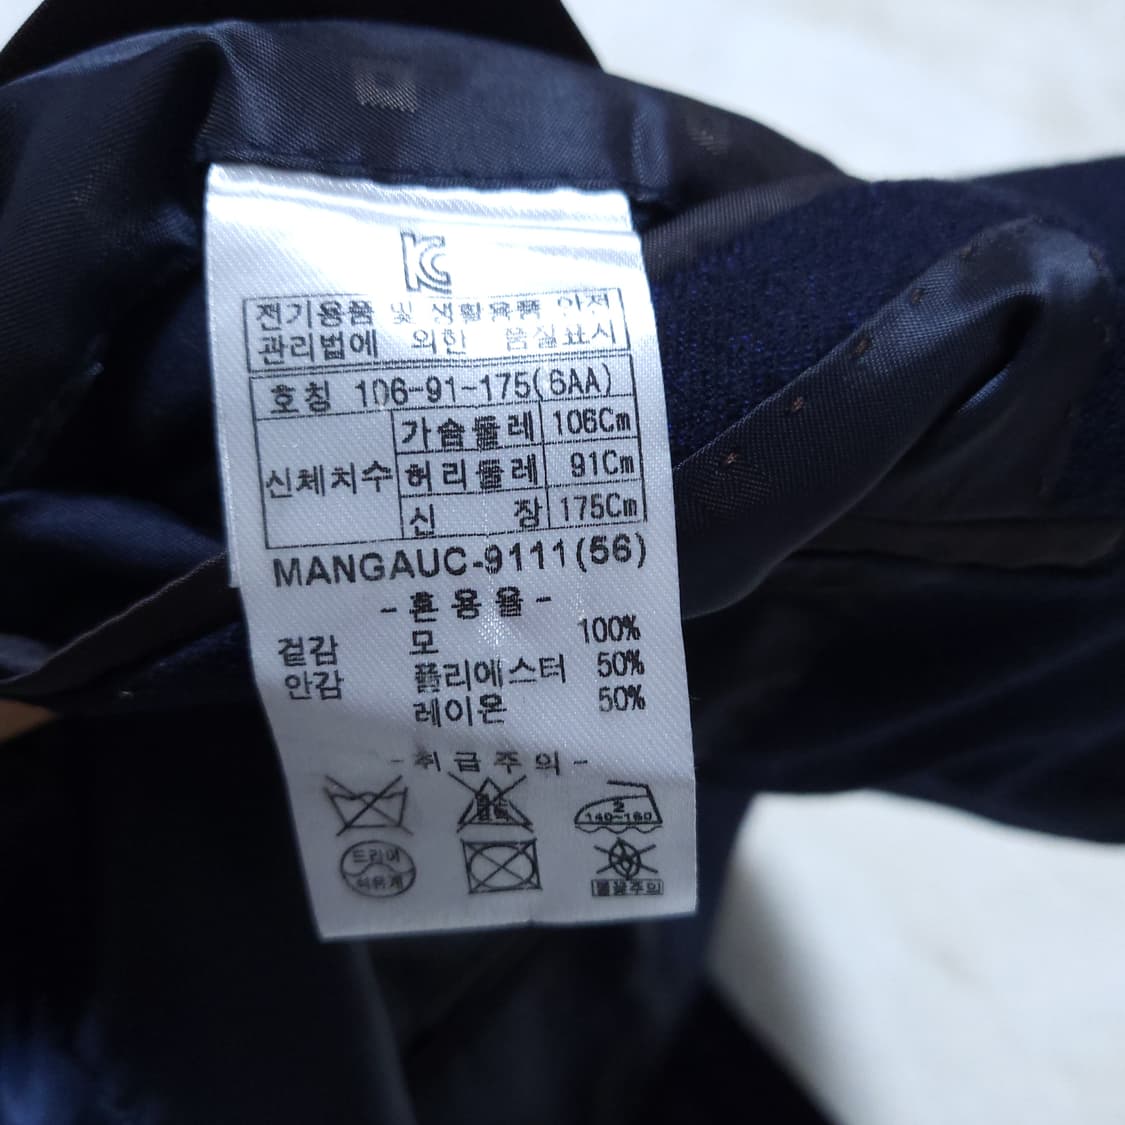 KC
전기용품 및 생활용품 안전
관리법에 의한 품질표시
호칭 106-91-175(6AA)
신체치수
가슴둘레 106Cm
허리둘레 91Cm
신 장 175Cm
MANGAUC-9111(56)
-혼용율-
겉감 모 100%
안감 폴리에스터 50%
레이온 50%
-취급주의-
염소
2
140~160
드라이
석유계
불꽃주의